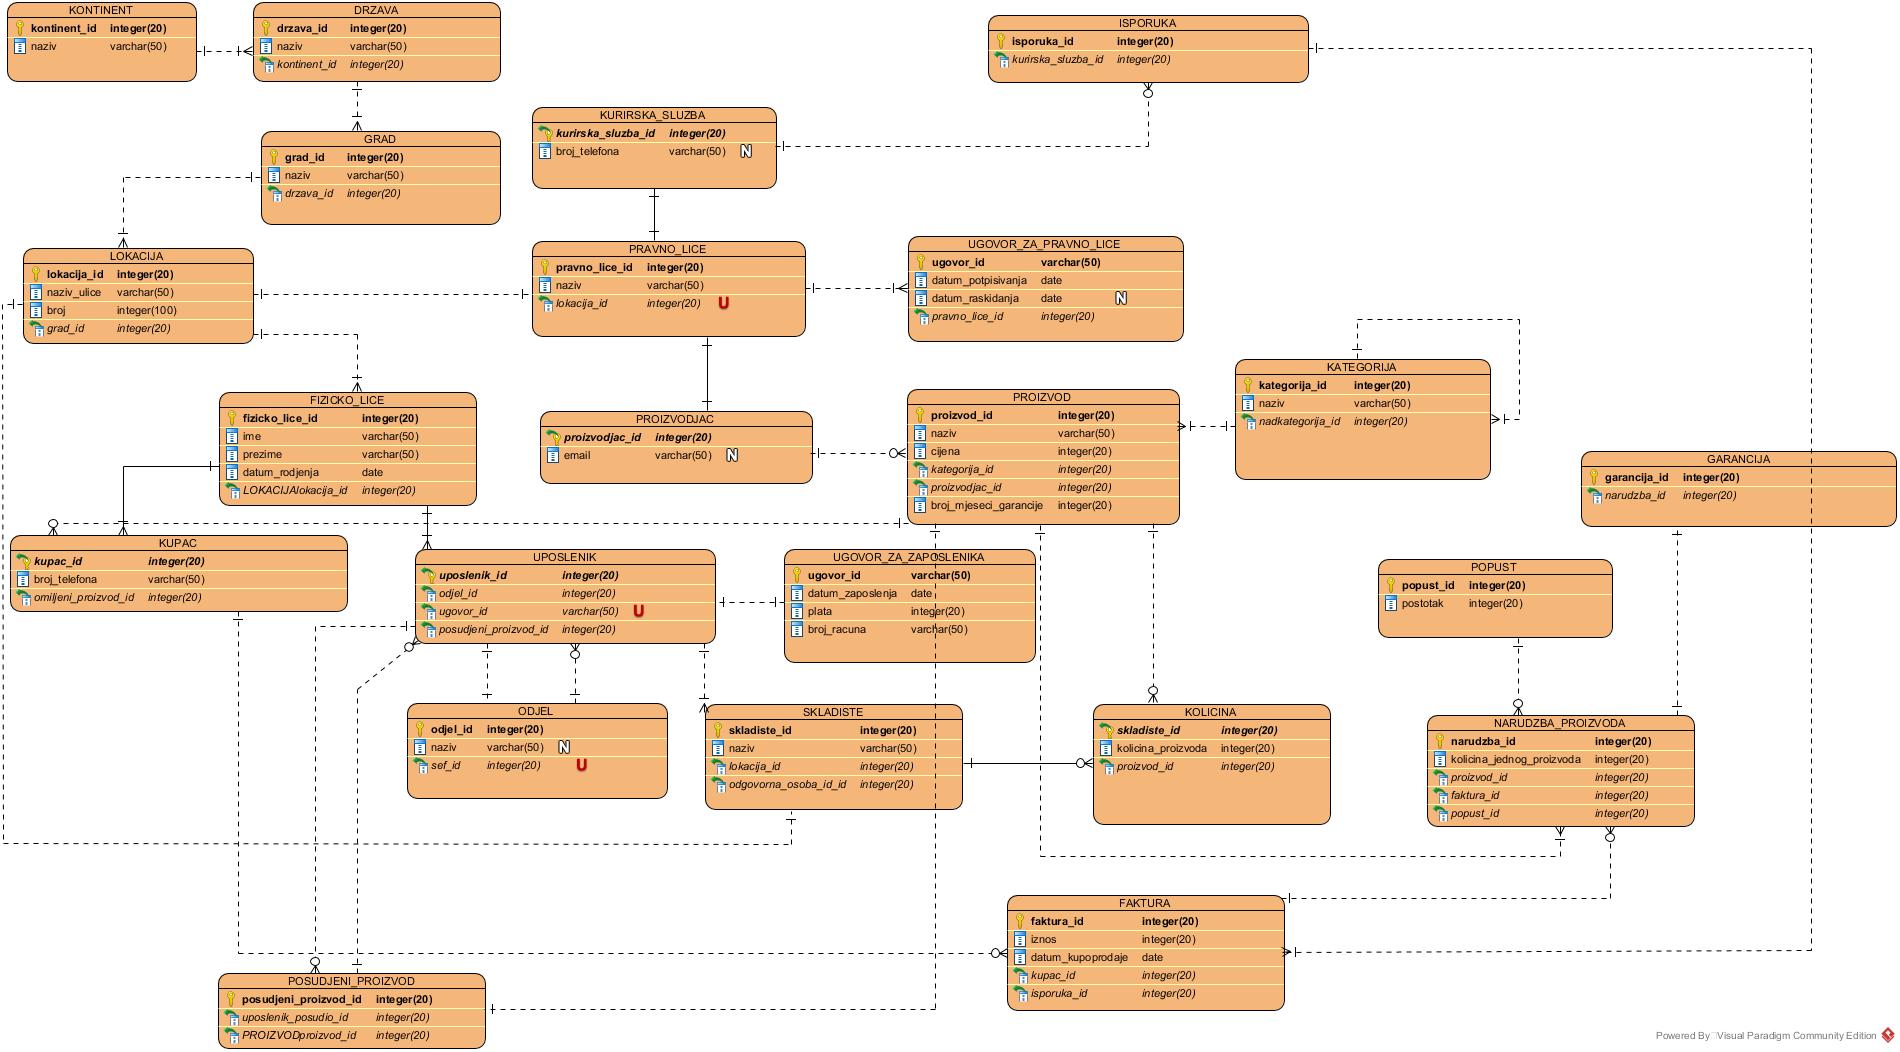 KONTINENT
kontinent_id integer(20)
naziv varchar(50)
DRZAVA
drzava_id integer(20)
naziv varchar(50)
kontinent_id integer(20)
ISPORUKA
isporuka_id integer(20)
kurirska_sluzba_id integer(20)
KURIRSKA_SLUZBA
kurirska_sluzba_id integer(20)
broj_telefona varchar(50) N
GRAD
grad_id integer(20)
naziv varchar(50)
drzava_id integer(20)
LOKACIJA
lokacija_id integer(20)
naziv_ulice varchar(50)
broj integer(100)
grad_id integer(20)
PRAVNO_LICE
pravno_lice_id integer(20)
naziv varchar(50)
lokacija_id integer(20) U
UGOVOR_ZA_PRAVNO_LICE
ugovor_id varchar(50)
datum_potpisivanja date
datum_raskidanja date N
pravno_lice_id integer(20)
KATEGORIJA
kategorija_id integer(20)
naziv varchar(50)
nadkategorija_id integer(20)
FIZICKO_LICE
fizicko_lice_id integer(20)
ime varchar(50)
prezime varchar(50)
datum_rodjenja date
LOKACIJAlokacija_id integer(20)
PROIZVODJAC
proizvodjac_id integer(20)
email varchar(50) N
PROIZVOD
proizvod_id integer(20)
naziv varchar(50)
cijena integer(20)
kategorija_id integer(20)
proizvodjac_id integer(20)
broj_mjeseci_garancije integer(20)
GARANCIJA
garancija_id integer(20)
narudzba_id integer(20)
KUPAC
kupac_id integer(20)
broj_telefona varchar(50)
omiljeni_proizvod_id integer(20)
UPOSLENIK
uposlenik_id integer(20)
odjel_id integer(20)
ugovor_id varchar(50) U
posudjeni_proizvod_id integer(20)
UGOVOR_ZA_ZAPOSLENIKA
ugovor_id varchar(50)
datum_zaposlenja date
plata integer(20)
broj_racuna varchar(50)
POPUST
popust_id integer(20)
postotak integer(20)
ODJEL
odjel_id integer(20)
naziv varchar(50) N
sef_id integer(20) U
SKLADISTE
skladiste_id integer(20)
naziv varchar(50)
lokacija_id integer(20)
odgovorna_osoba_id_id integer(20)
KOLICINA
skladiste_id integer(20)
kolicina_proizvoda integer(20)
proizvod_id integer(20)
NARUDZBA_PROIZVODA
narudzba_id integer(20)
kolicina_jednog_proizvoda integer(20)
proizvod_id integer(20)
faktura_id integer(20)
popust_id integer(20)
FAKTURA
faktura_id integer(20)
iznos integer(20)
datum_kupoprodaje date
kupac_id integer(20)
isporuka_id integer(20)
POSUDJENI_PROIZVOD
posudjeni_proizvod_id integer(20)
uposlenik_posudio_id integer(20)
PROIZVODproizvod_id integer(20)
Powered By Visual Paradigm Community Edition